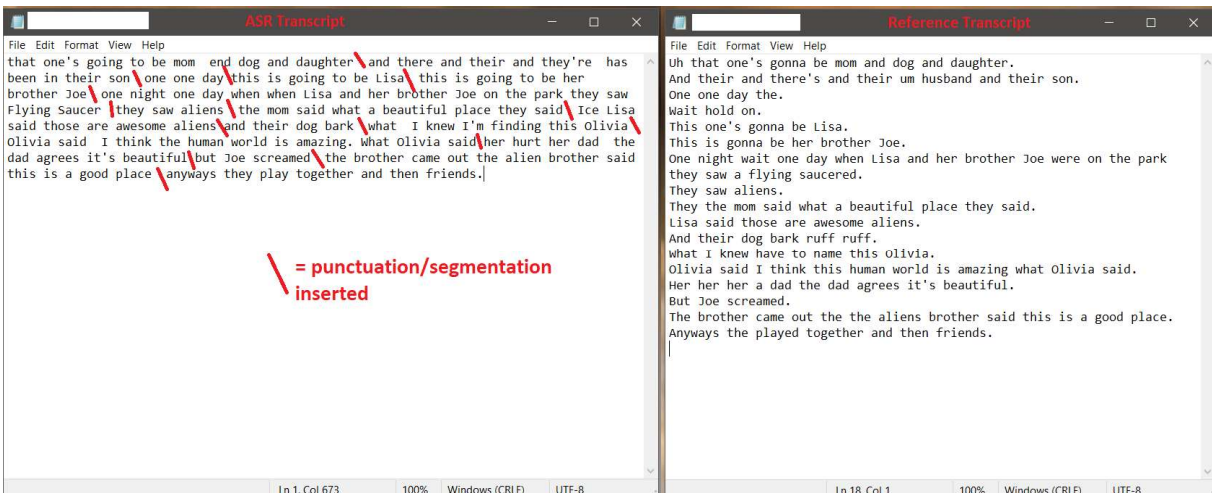 ASR Transcript
File Edit Format View Help
that one's going to be mom  end dog and daughter and there and their and they're  has
been in their son one one day this is going to be Lisa this is going to be her
brother Joe one night one day when when Lisa and her brother Joe on the park they saw
Flying Saucer they saw aliens the mom said what a beautiful place they said Ice Lisa
said those are awesome aliens and their dog bark what  I knew I'm finding this Olivia
Olivia said  I think the human world is amazing. What Olivia said her hurt her dad  the
dad agrees it's beautiful but Joe screamed the brother came out the alien brother said
this is a good place anyways they play together and then friends.
= punctuation/segmentation
inserted
Ln 1, Col 673 100% Windows (CRLF) UTF-8
Reference Transcript
File Edit Format View Help
Uh that one's gonna be mom and dog and daughter.
And their and there's and their um husband and their son.
One one day the.
Wait hold on.
This one's gonna be Lisa.
This is gonna be her brother Joe.
One night wait one day when Lisa and her brother Joe were on the park
they saw a flying saucered.
They saw aliens.
They the mom said what a beautiful place they said.
Lisa said those are awesome aliens.
And their dog bark ruff ruff.
What I knew have to name this Olivia.
Olivia said I think this human world is amazing what Olivia said.
Her her her a dad the dad agrees it's beautiful.
But Joe screamed.
The brother came out the the aliens brother said this is a good place.
Anyways the played together and then friends.
Ln 18, Col 1 100% Windows (CRLF) UTF-8